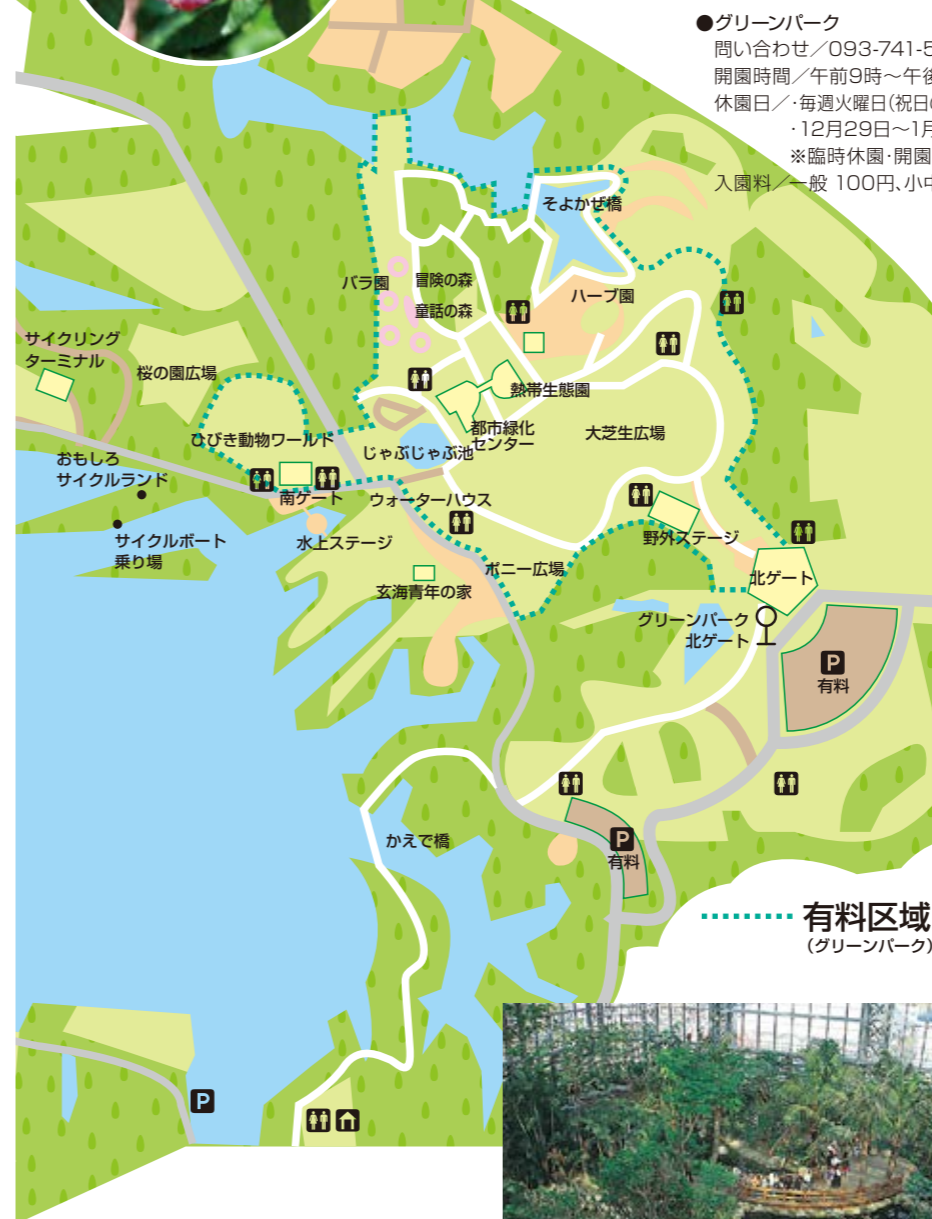 ●グリーンパーク
問い合わせ／093-741-5
開園時間／午前9時～午後
休園日／・毎週火曜日(祝日の
・12月29日～1月
※臨時休園・開園
入園料／一般 100円、小中
そよかぜ橋
バラ園
冒険の森
童話の森
ハーブ園
サイクリング
ターミナル
桜の園広場
熱帯生態園
ひびき動物ワールド
都市緑化
センター
大芝生広場
じゃぶじゃぶ池
おもしろ
サイクルランド
南ゲート
ウォーターハウス
サイクルボート
乗り場
水上ステージ
野外ステージ
ポニー広場
北ゲート
玄海青年の家
グリーンパーク
北ゲート
P
有料
かえで橋
P
有料
有料区域
(グリーンパーク)
P